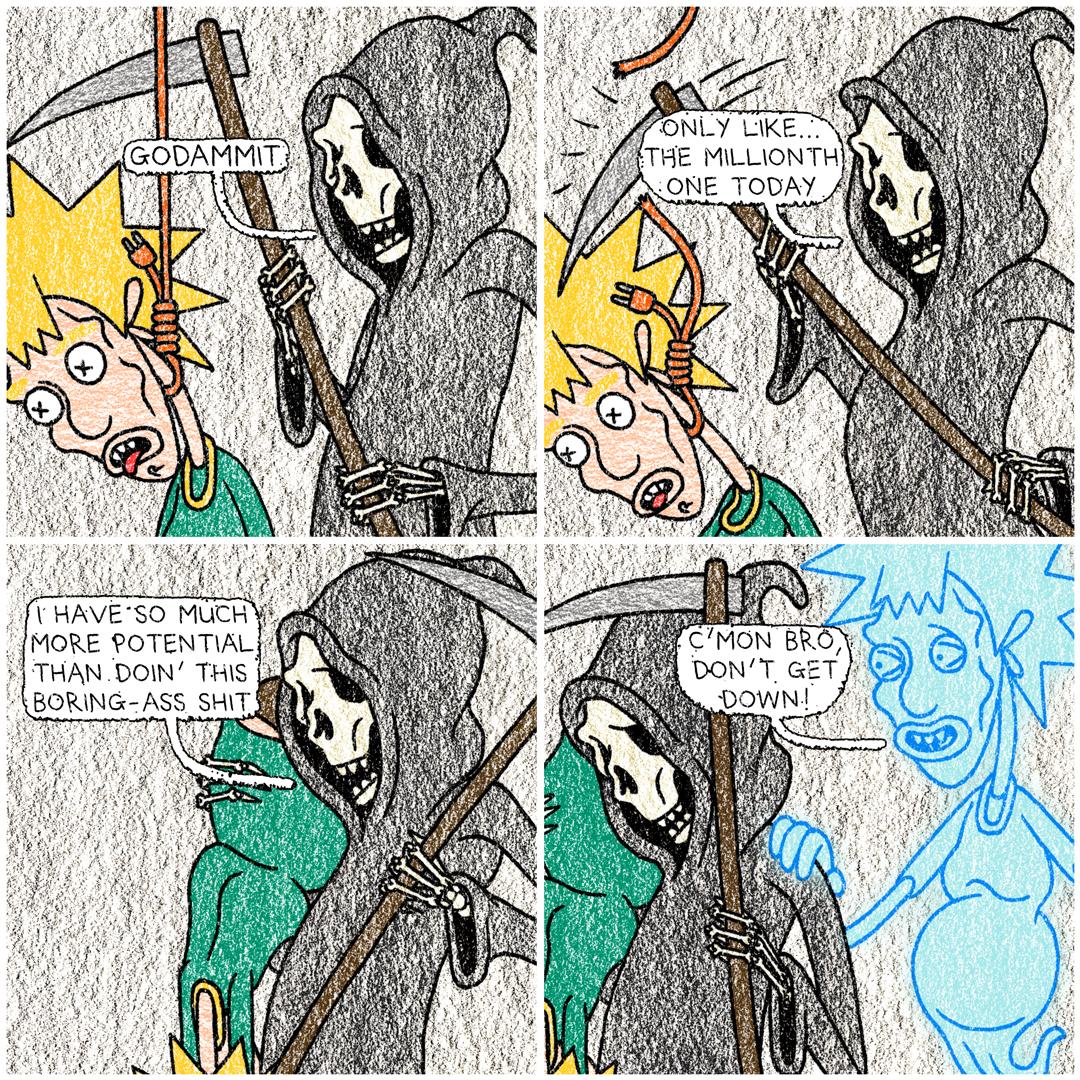 GODAMMIT
ONLY LIKE...
THE MILLIONTH
ONE TODAY
I HAVE SO MUCH
MORE POTENTIAL
THAN DOIN' THIS
BORING-ASS SHIT
C'MON BRO,
DON'T GET
DOWN!